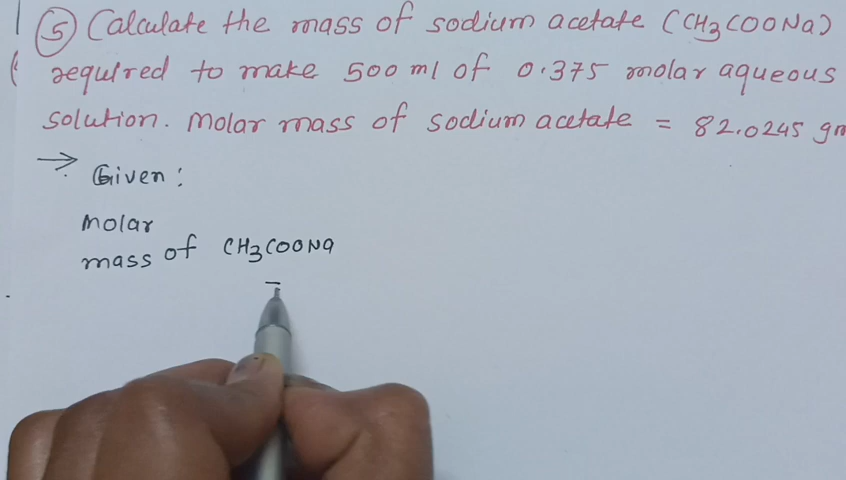 (5) Calculate the mass of sodium acetate (CH3COONa)
required to make 500 ml of 0.375 molar aqueous
solution. Molar mass of sodium acetate = 82.0245
→ Given:
molar
mass of CH3COONa
=